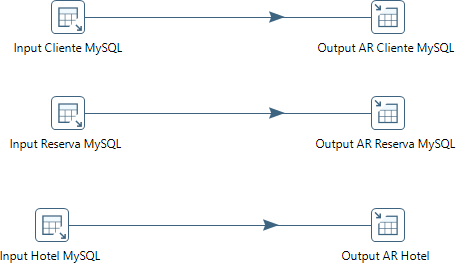 Input Cliente MySQL
Output AR Cliente MySQL
Input Reserva MySQL
Output AR Reserva MySQL
Input Hotel MySQL
Output AR Hotel